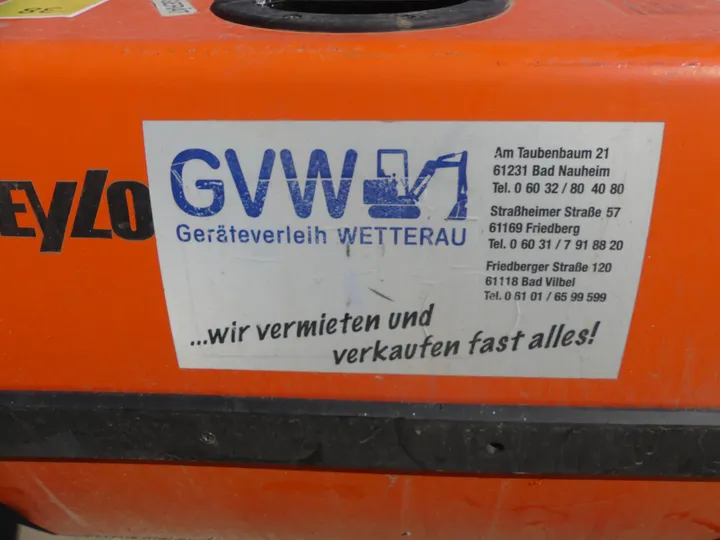 EYLO
GVW
Geräteverleih WETTERAU
Am Taubenbaum 21
61231 Bad Nauheim
Tel. 0 60 32 / 80 40 80
Straßheimer Straße 57
61169 Friedberg
Tel. 0 60 31 / 7 91 88 20
Friedberger Straße 120
61118 Bad Vilbel
Tel. 0 61 01 / 65 99 599
...wir vermieten und
verkaufen fast alles!